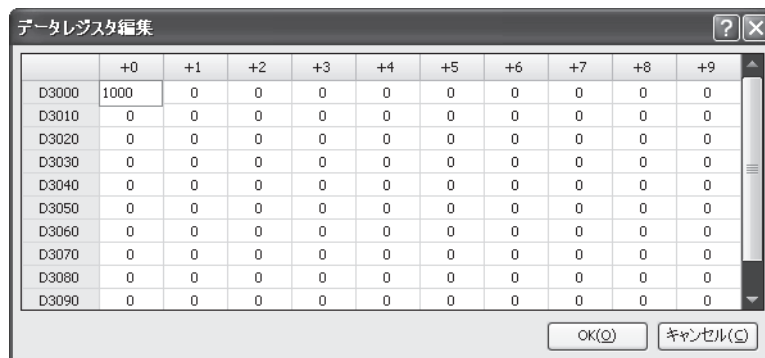 データレジスタ編集
+0 +1 +2 +3 +4 +5 +6 +7 +8 +9
D3000 1000 0 0 0 0 0 0 0 0 0
D3010 0 0 0 0 0 0 0 0 0 0
D3020 0 0 0 0 0 0 0 0 0 0
D3030 0 0 0 0 0 0 0 0 0 0
D3040 0 0 0 0 0 0 0 0 0 0
D3050 0 0 0 0 0 0 0 0 0 0
D3060 0 0 0 0 0 0 0 0 0 0
D3070 0 0 0 0 0 0 0 0 0 0
D3080 0 0 0 0 0 0 0 0 0 0
D3090 0 0 0 0 0 0 0 0 0 0
OK(O) キャンセル(C)